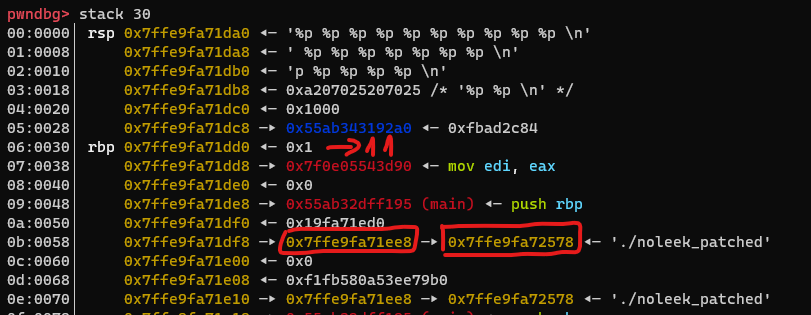 pwndbg> stack 30
00:0000│ rsp 0x7ffe9fa71da0 ◂— '%p %p %p %p %p %p %p %p %p \n'
01:0008│     0x7ffe9fa71da8 ◂— ' %p %p %p %p %p %p %p \n'
02:0010│     0x7ffe9fa71db0 ◂— 'p %p %p %p %p \n'
03:0018│     0x7ffe9fa71db8 ◂— 0xa207025207025 /* '%p %p \n' */
04:0020│     0x7ffe9fa71dc0 ◂— 0x1000
05:0028│     0x7ffe9fa71dc8 —▸ 0x55ab343192a0 ◂— 0xfbad2c84
06:0030│ rbp 0x7ffe9fa71dd0 ◂— 0x1 → 11
07:0038│     0x7ffe9fa71dd8 —▸ 0x7f0e05543d90 ◂— mov edi, eax
08:0040│     0x7ffe9fa71de0 ◂— 0x0
09:0048│     0x7ffe9fa71de8 —▸ 0x55ab32dff195 (main) ◂— push rbp
0a:0050│     0x7ffe9fa71df0 ◂— 0x19fa71ed0
0b:0058│     0x7ffe9fa71df8 —▸ 0x7ffe9fa71ee8 —▸ 0x7ffe9fa72578 ◂— './noleek_patched'
0c:0060│     0x7ffe9fa71e00 ◂— 0x0
0d:0068│     0x7ffe9fa71e08 ◂— 0xf1fb580a53ee79b0
0e:0070│     0x7ffe9fa71e10 —▸ 0x7ffe9fa71ee8 —▸ 0x7ffe9fa72578 ◂— './noleek_patched'